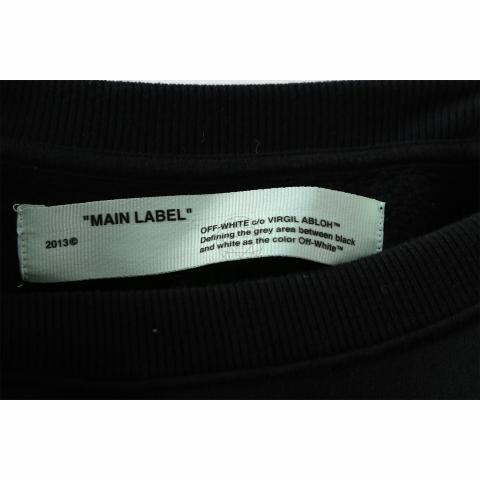 "MAIN LABEL"
2013©
OFF-WHITE c/o VIRGIL ABLOH™
Defining the grey area between black
and white as the color Off-White™